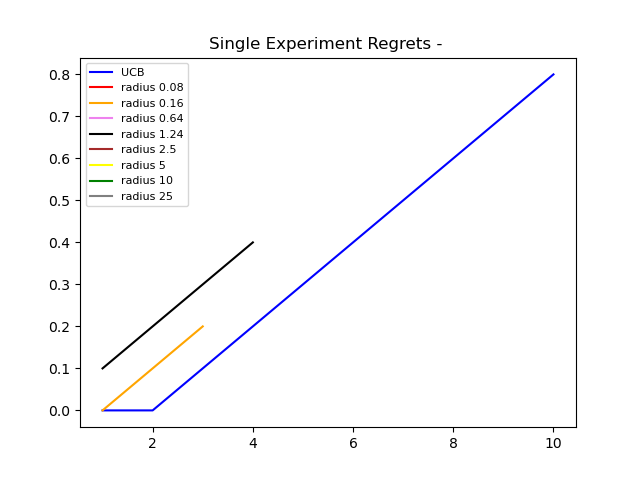 Single Experiment Regrets -
UCB
radius 0.08
radius 0.16
radius 0.64
radius 1.24
radius 2.5
radius 5
radius 10
radius 25
0.8
0.7
0.6
0.5
0.4
0.3
0.2
0.1
0.0
2 4 6 8 10